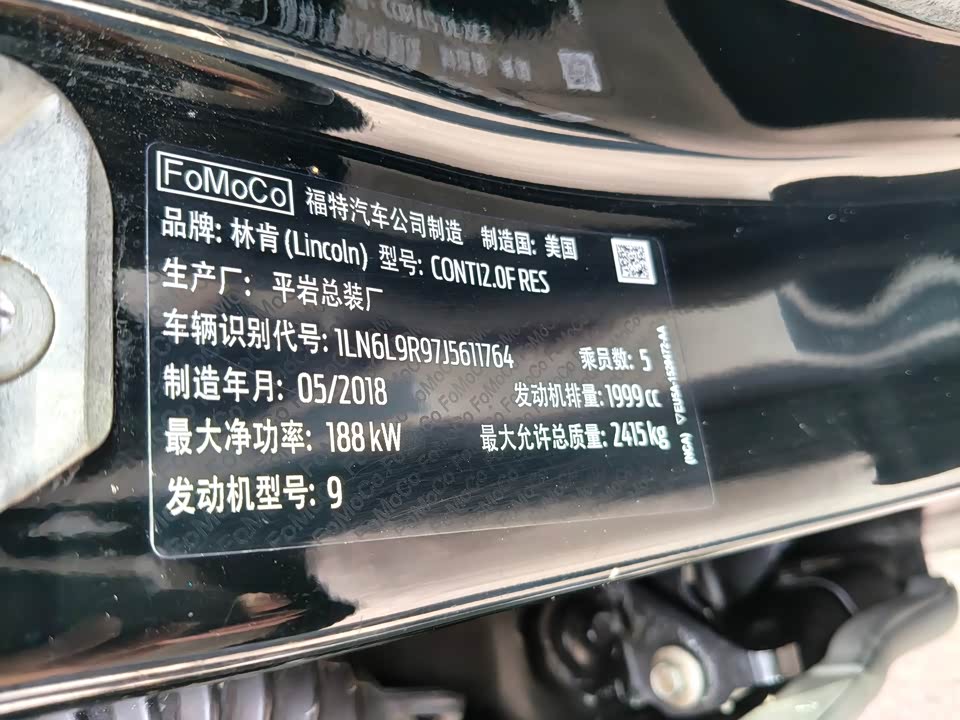 FoMoCo 福特汽车公司制造 制造国: 美国
品牌: 林肯 (Lincoln) 型号: CONTI2.0F RES
生产厂: 平岩总装厂
车辆识别代号: 1LN6L9R97J5611764 乘员数: 5
制造年月: 05/2018 发动机排量: 1999 cc
最大净功率: 188 kW 最大允许总质量: 2415 kg
发动机型号: 9